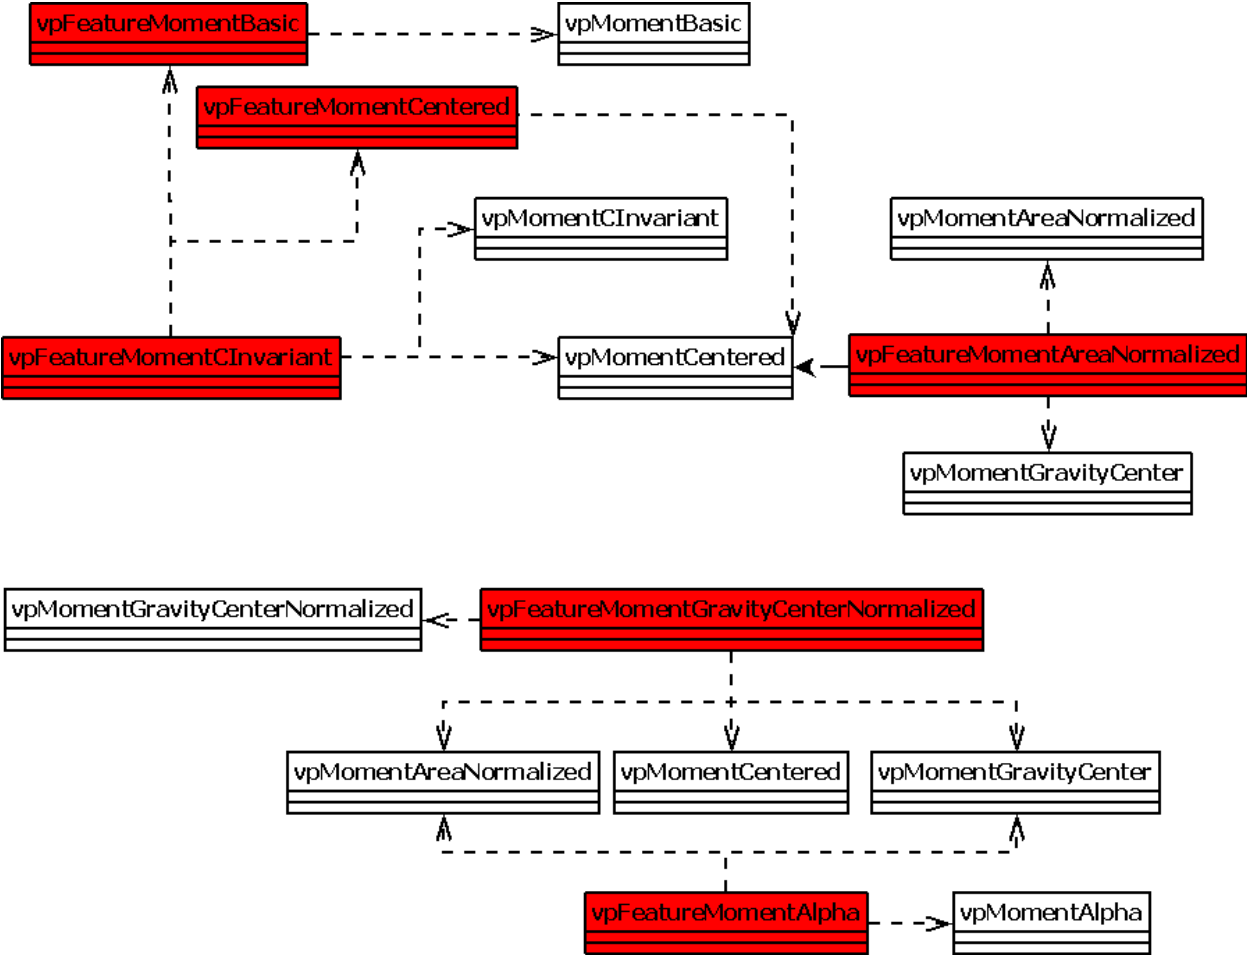 vpFeatureMomentBasic
vpMomentBasic
vpFeatureMomentCentered
vpMomentCInvariant
vpMomentAreaNormalized
vpFeatureMomentCInvariant
vpMomentCentered
vpFeatureMomentAreaNormalized
vpMomentGravityCenter
vpMomentGravityCenterNormalized
vpFeatureMomentGravityCenterNormalized
vpMomentAreaNormalized
vpMomentCentered
vpMomentGravityCenter
vpFeatureMomentAlpha
vpMomentAlpha